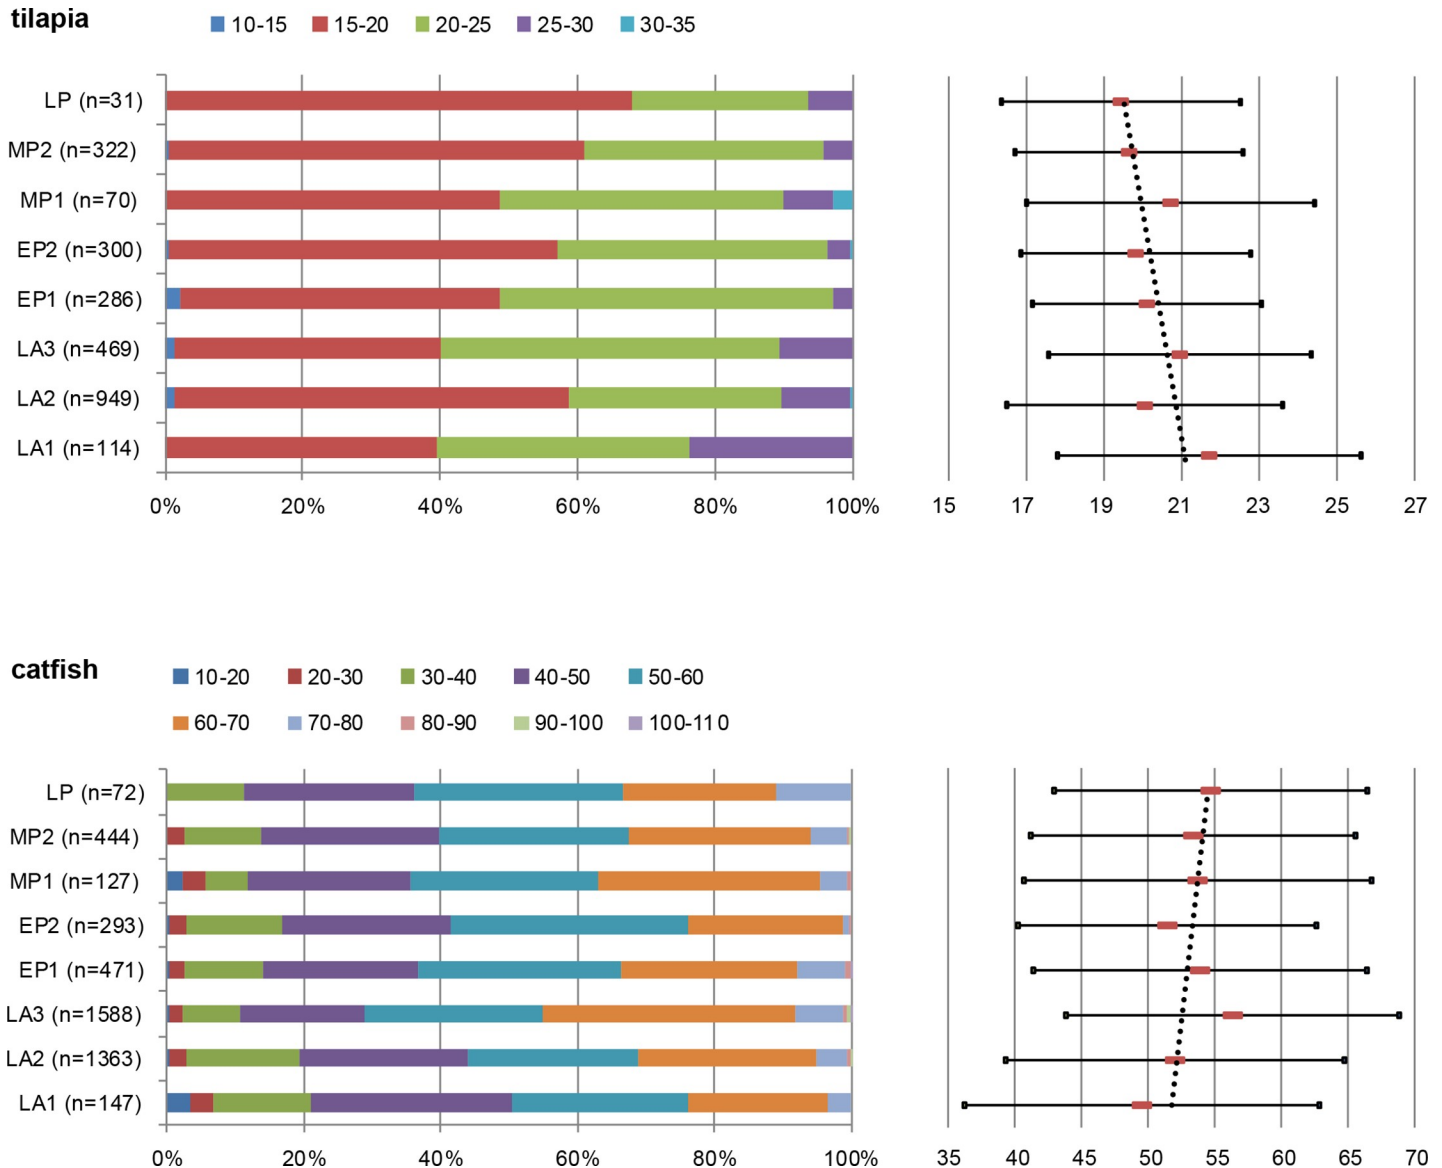 tilapia
10-15 15-20 20-25 25-30 30-35
LP (n=31)
MP2 (n=322)
MP1 (n=70)
EP2 (n=300)
EP1 (n=286)
LA3 (n=469)
LA2 (n=949)
LA1 (n=114)
0% 20% 40% 60% 80% 100%
15 17 19 21 23 25 27
catfish
10-20 20-30 30-40 40-50 50-60
60-70 70-80 80-90 90-100 100-110
LP (n=72)
MP2 (n=444)
MP1 (n=127)
EP2 (n=293)
EP1 (n=471)
LA3 (n=1588)
LA2 (n=1363)
LA1 (n=147)
0% 20% 40% 60% 80% 100%
35 40 45 50 55 60 65 70